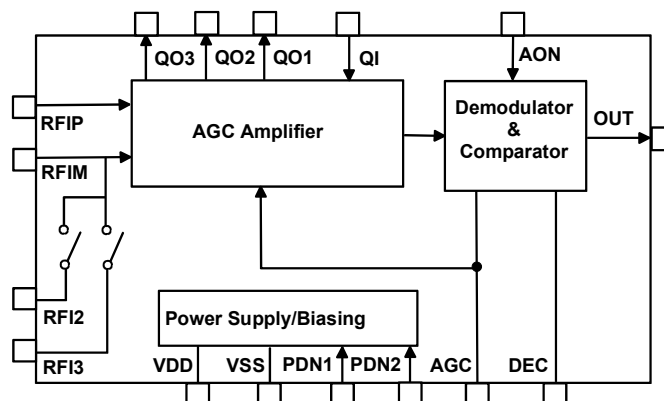 QO3 QO2 QO1 QI AON
RFIP
AGC Amplifier
Demodulator
&
Comparator
OUT
RFIM
RFI2
RFI3
Power Supply/Biasing
VDD VSS PDN1 PDN2 AGC DEC